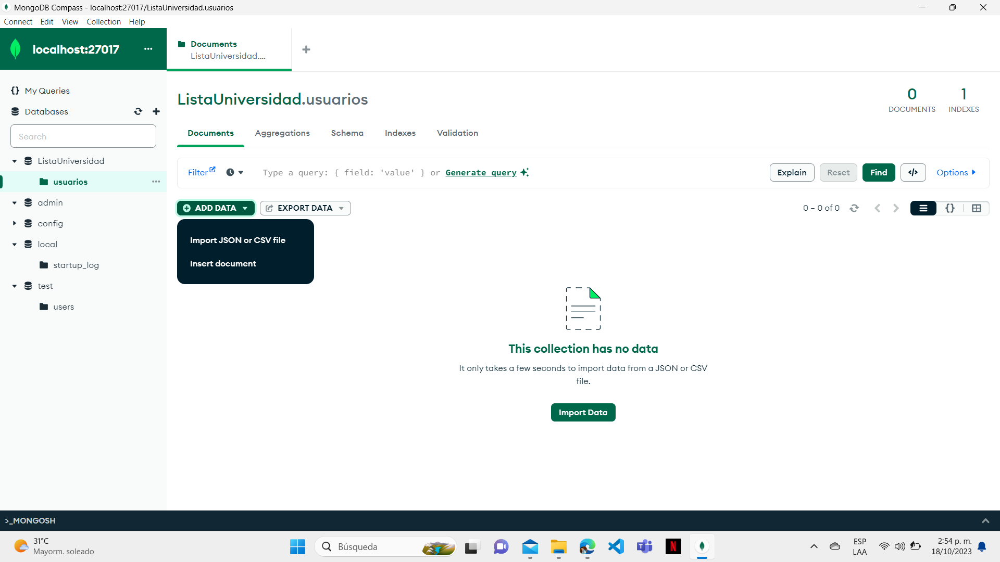 MongoDB Compass - localhost:27017/ListaUniversidad.usuarios
Connect Edit View Collection Help
localhost:27017 ...
Documents
ListaUniversidad....
{} My Queries
Databases
Search
ListaUniversidad
usuarios
admin
config
local
startup_log
test
users
ListaUniversidad.usuarios
0
DOCUMENTS
1
INDEXES
Documents Aggregations Schema Indexes Validation
Filter Type a query: { field: 'value' } or Generate query Explain Reset Find </> Options
ADD DATA EXPORT DATA 0 – 0 of 0 {}
Import JSON or CSV file
Insert document
This collection has no data
It only takes a few seconds to import data from a JSON or CSV
file.
Import Data
>_MONGOSH
31°C
Mayorm. soleado
Búsqueda
N
ESP
LAA
2:54 p. m.
18/10/2023